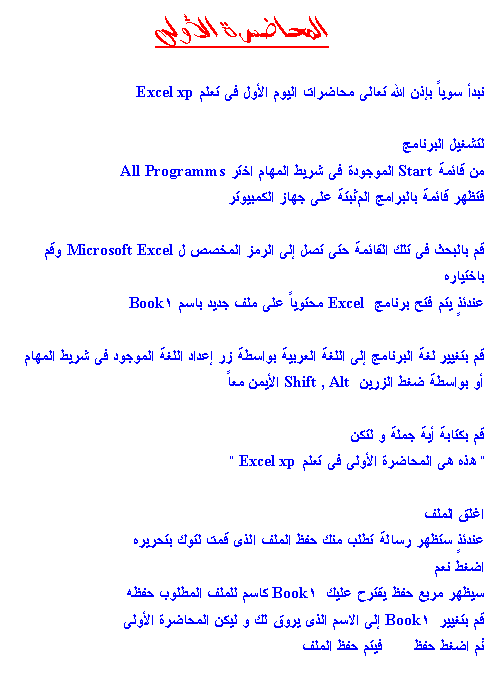 المحاضرة الأولى
نبدأ سوياً بإذن الله تعالى محاضرات اليوم الأول فى تعلم Excel xp
لتشغيل البرنامج
من قائمة Start الموجودة فى شريط المهام اختر All Programms
فتظهر قائمة بالبرامج المثبتة على جهاز الكمبيوتر
قم بالبحث فى تلك القائمة حتى تصل إلى الرمز المخصص ل Microsoft Excel وقم
باختياره
عندئذٍ يتم فتح برنامج Excel محتوياً على ملف جديد باسم Book١
قم بتغيير لغة البرنامج إلى اللغة العربية بواسطة زر إعداد اللغة الموجود فى شريط المهام
أو بواسطة ضغط الزرين Shift , Alt الأيمن معاً
قم بكتابة أية جملة و لتكن
" هذه هى المحاضرة الأولى فى تعلم Excel xp "
اغلق الملف
عندئذٍ ستظهر رسالة تطلب منك حفظ الملف الذى قمت لتوك بتحريره
اضغط نعم
سيظهر مربع حفظ يقترح عليك Book١ كاسم للملف المطلوب حفظه
قم بتغيير Book١ إلى الاسم الذى يروق لك و ليكن المحاضرة الأولى
ثم اضغط حفظ فيتم حفظ الملف